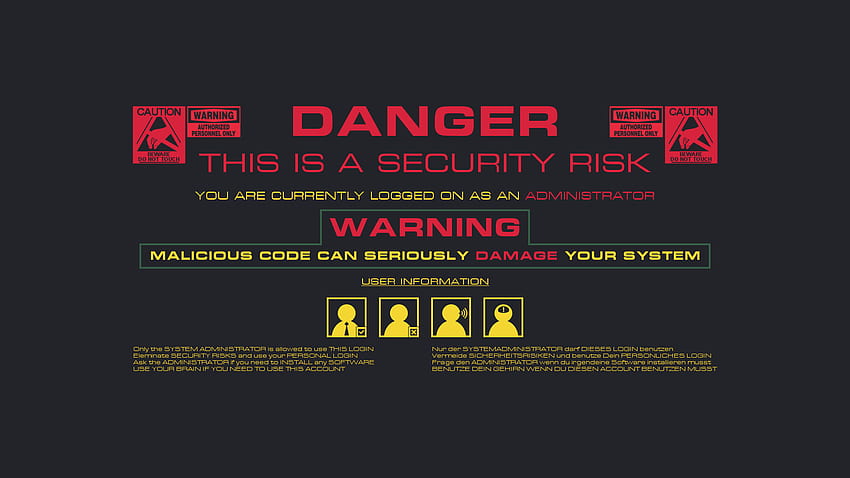 CAUTION
BEWARE
DO NOT TOUCH
WARNING
AUTHORIZED
PERSONNEL ONLY
DANGER
WARNING
AUTHORIZED
PERSONNEL ONLY
CAUTION
BEWARE
DO NOT TOUCH
THIS IS A SECURITY RISK
YOU ARE CURRENTLY LOGGED ON AS AN ADMINISTRATOR
WARNING
MALICIOUS CODE CAN SERIOUSLY DAMAGE YOUR SYSTEM
USER INFORMATION
Only the SYSTEM ADMINISTRATOR is allowed to use THIS LOGIN
Eleminate SECURITY RISKS and use your PERSONAL LOGIN
Ask the ADMINISTRATOR if you need to INSTALL any SOFTWARE
USE YOUR BRAIN IF YOU NEED TO USE THIS ACCOUNT
Nur der SYSTEMADMINISTRATOR darf DIESES LOGIN benutzen
Vermeide SICHERHEITSRISIKEN und benutze Dein PERSÖNLICHES LOGIN
Frage den ADMINISTRATOR wenn du irgendeine Software installieren musst
BENUTZE DEIN GEHIRN WENN DU DIESEN ACCOUNT BENUTZEN MUSST